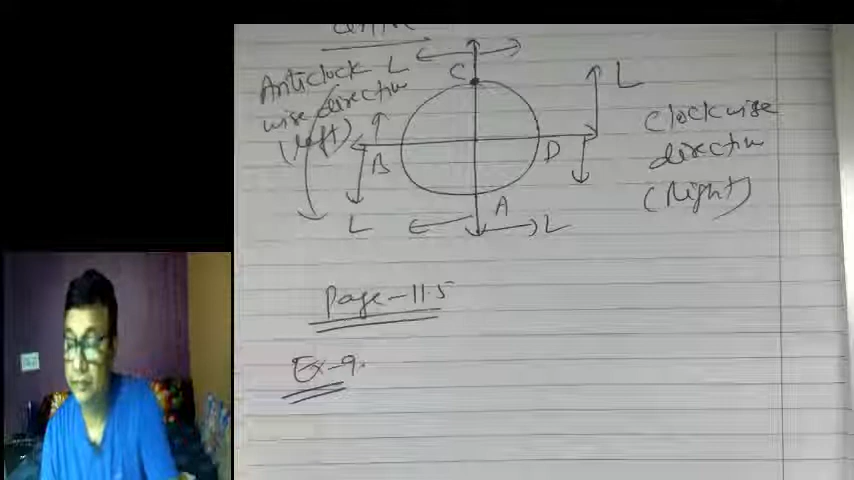 Anticlock L
wise direction
(left)
C
B
D
A
L
L
L
Clockwise
direction
(Right)
Page-11.5
Ex-9.